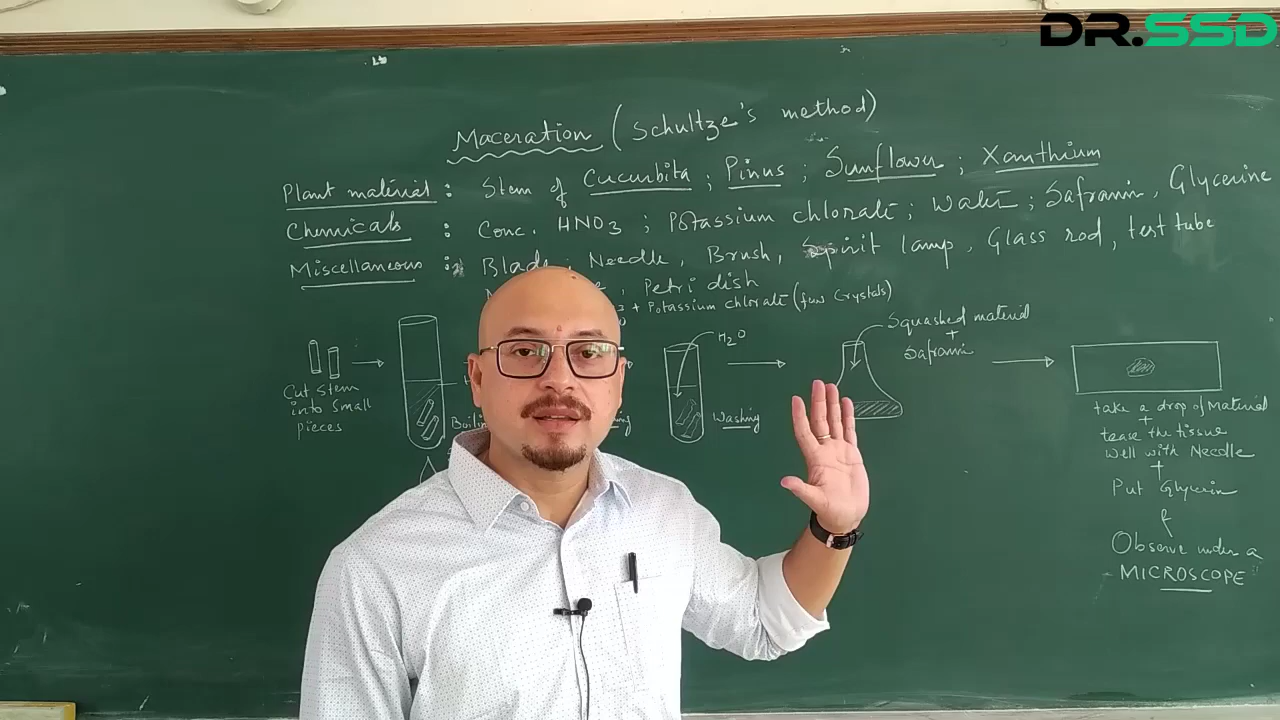 DR.SSD
Maceration (Schultze's method)
Plant material : Stem of Cucurbita ; Pinus ; Sunflower ; Xanthium
Chemicals : Conc. HNO3 ; Potassium chlorate ; Water ; Safranin, Glycerine
Miscellaneous : Blade, Needle, Brush, Spirit lamp, Glass rod, test tube
, Petri dish
3 + Potassium chlorate (few Crystals)
Squashed material
+
Safranin
H2O
Cut Stem
into Small
pieces
Washing
take a drop of Material
+
tease the tissue
well with Needle
+
Put Glycerin
&
Observe under a
MICROSCOPE